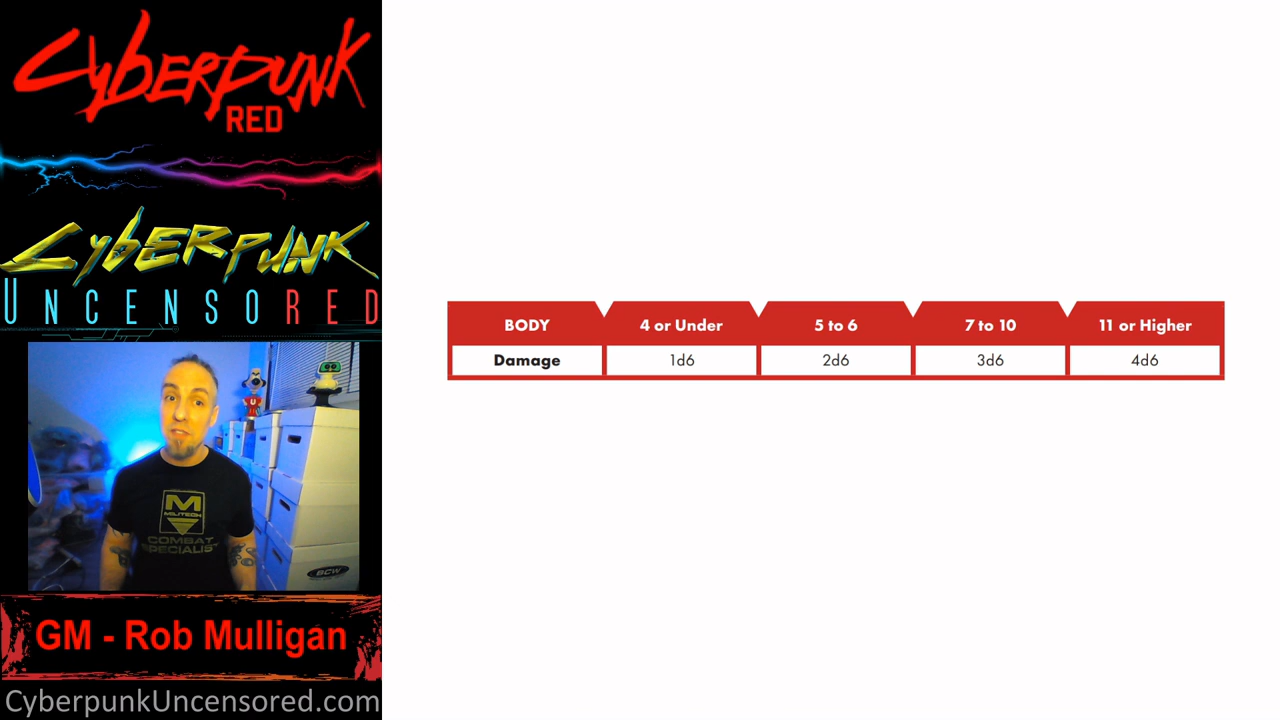 CYBERPUNK
RED
CYBERPUNK
UNCENSORED
M
MILITECH
COMBAT
SPECIALIST
BCW
GM - Rob Mulligan
CyberpunkUncensored.com
BODY 4 or Under 5 to 6 7 to 10 11 or Higher
Damage 1d6 2d6 3d6 4d6